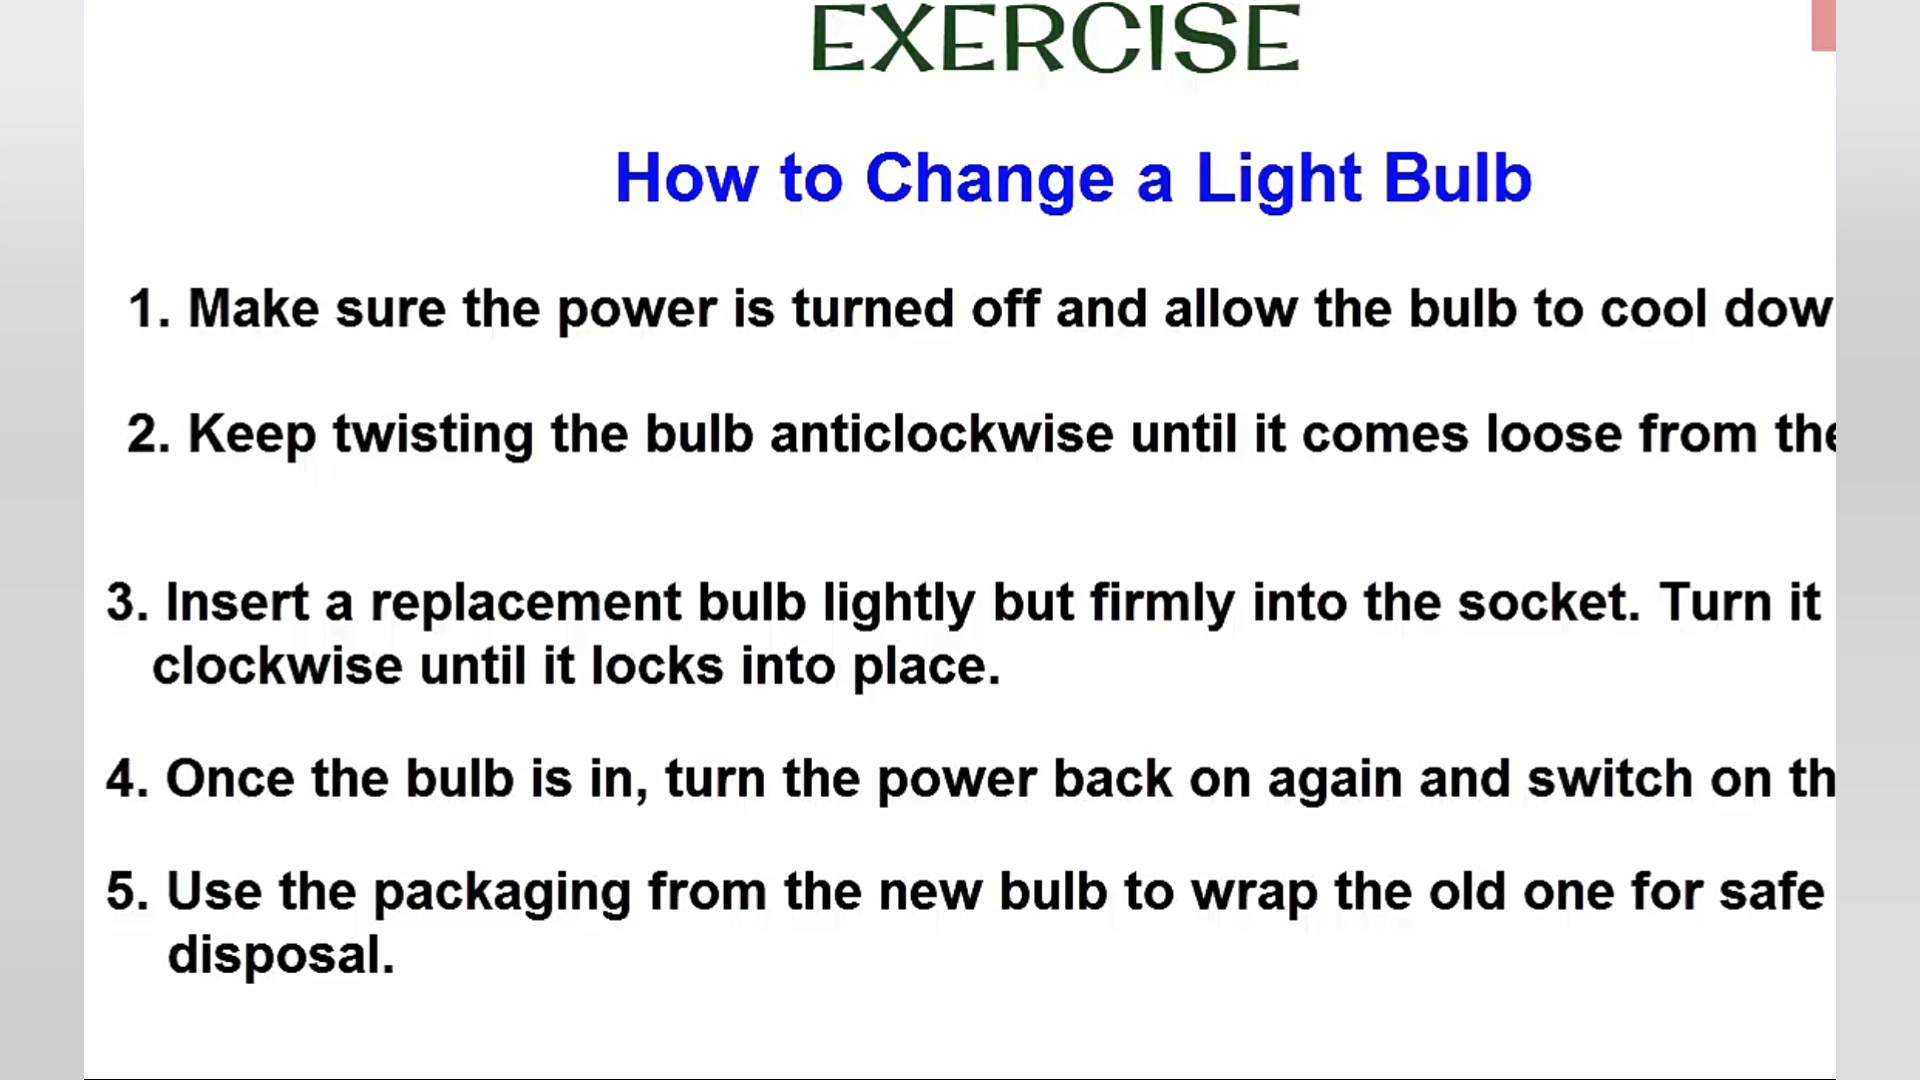 EXERCISE
How to Change a Light Bulb
1. Make sure the power is turned off and allow the bulb to cool dow
2. Keep twisting the bulb anticlockwise until it comes loose from the
3. Insert a replacement bulb lightly but firmly into the socket. Turn it
clockwise until it locks into place.
4. Once the bulb is in, turn the power back on again and switch on th
5. Use the packaging from the new bulb to wrap the old one for safe
disposal.